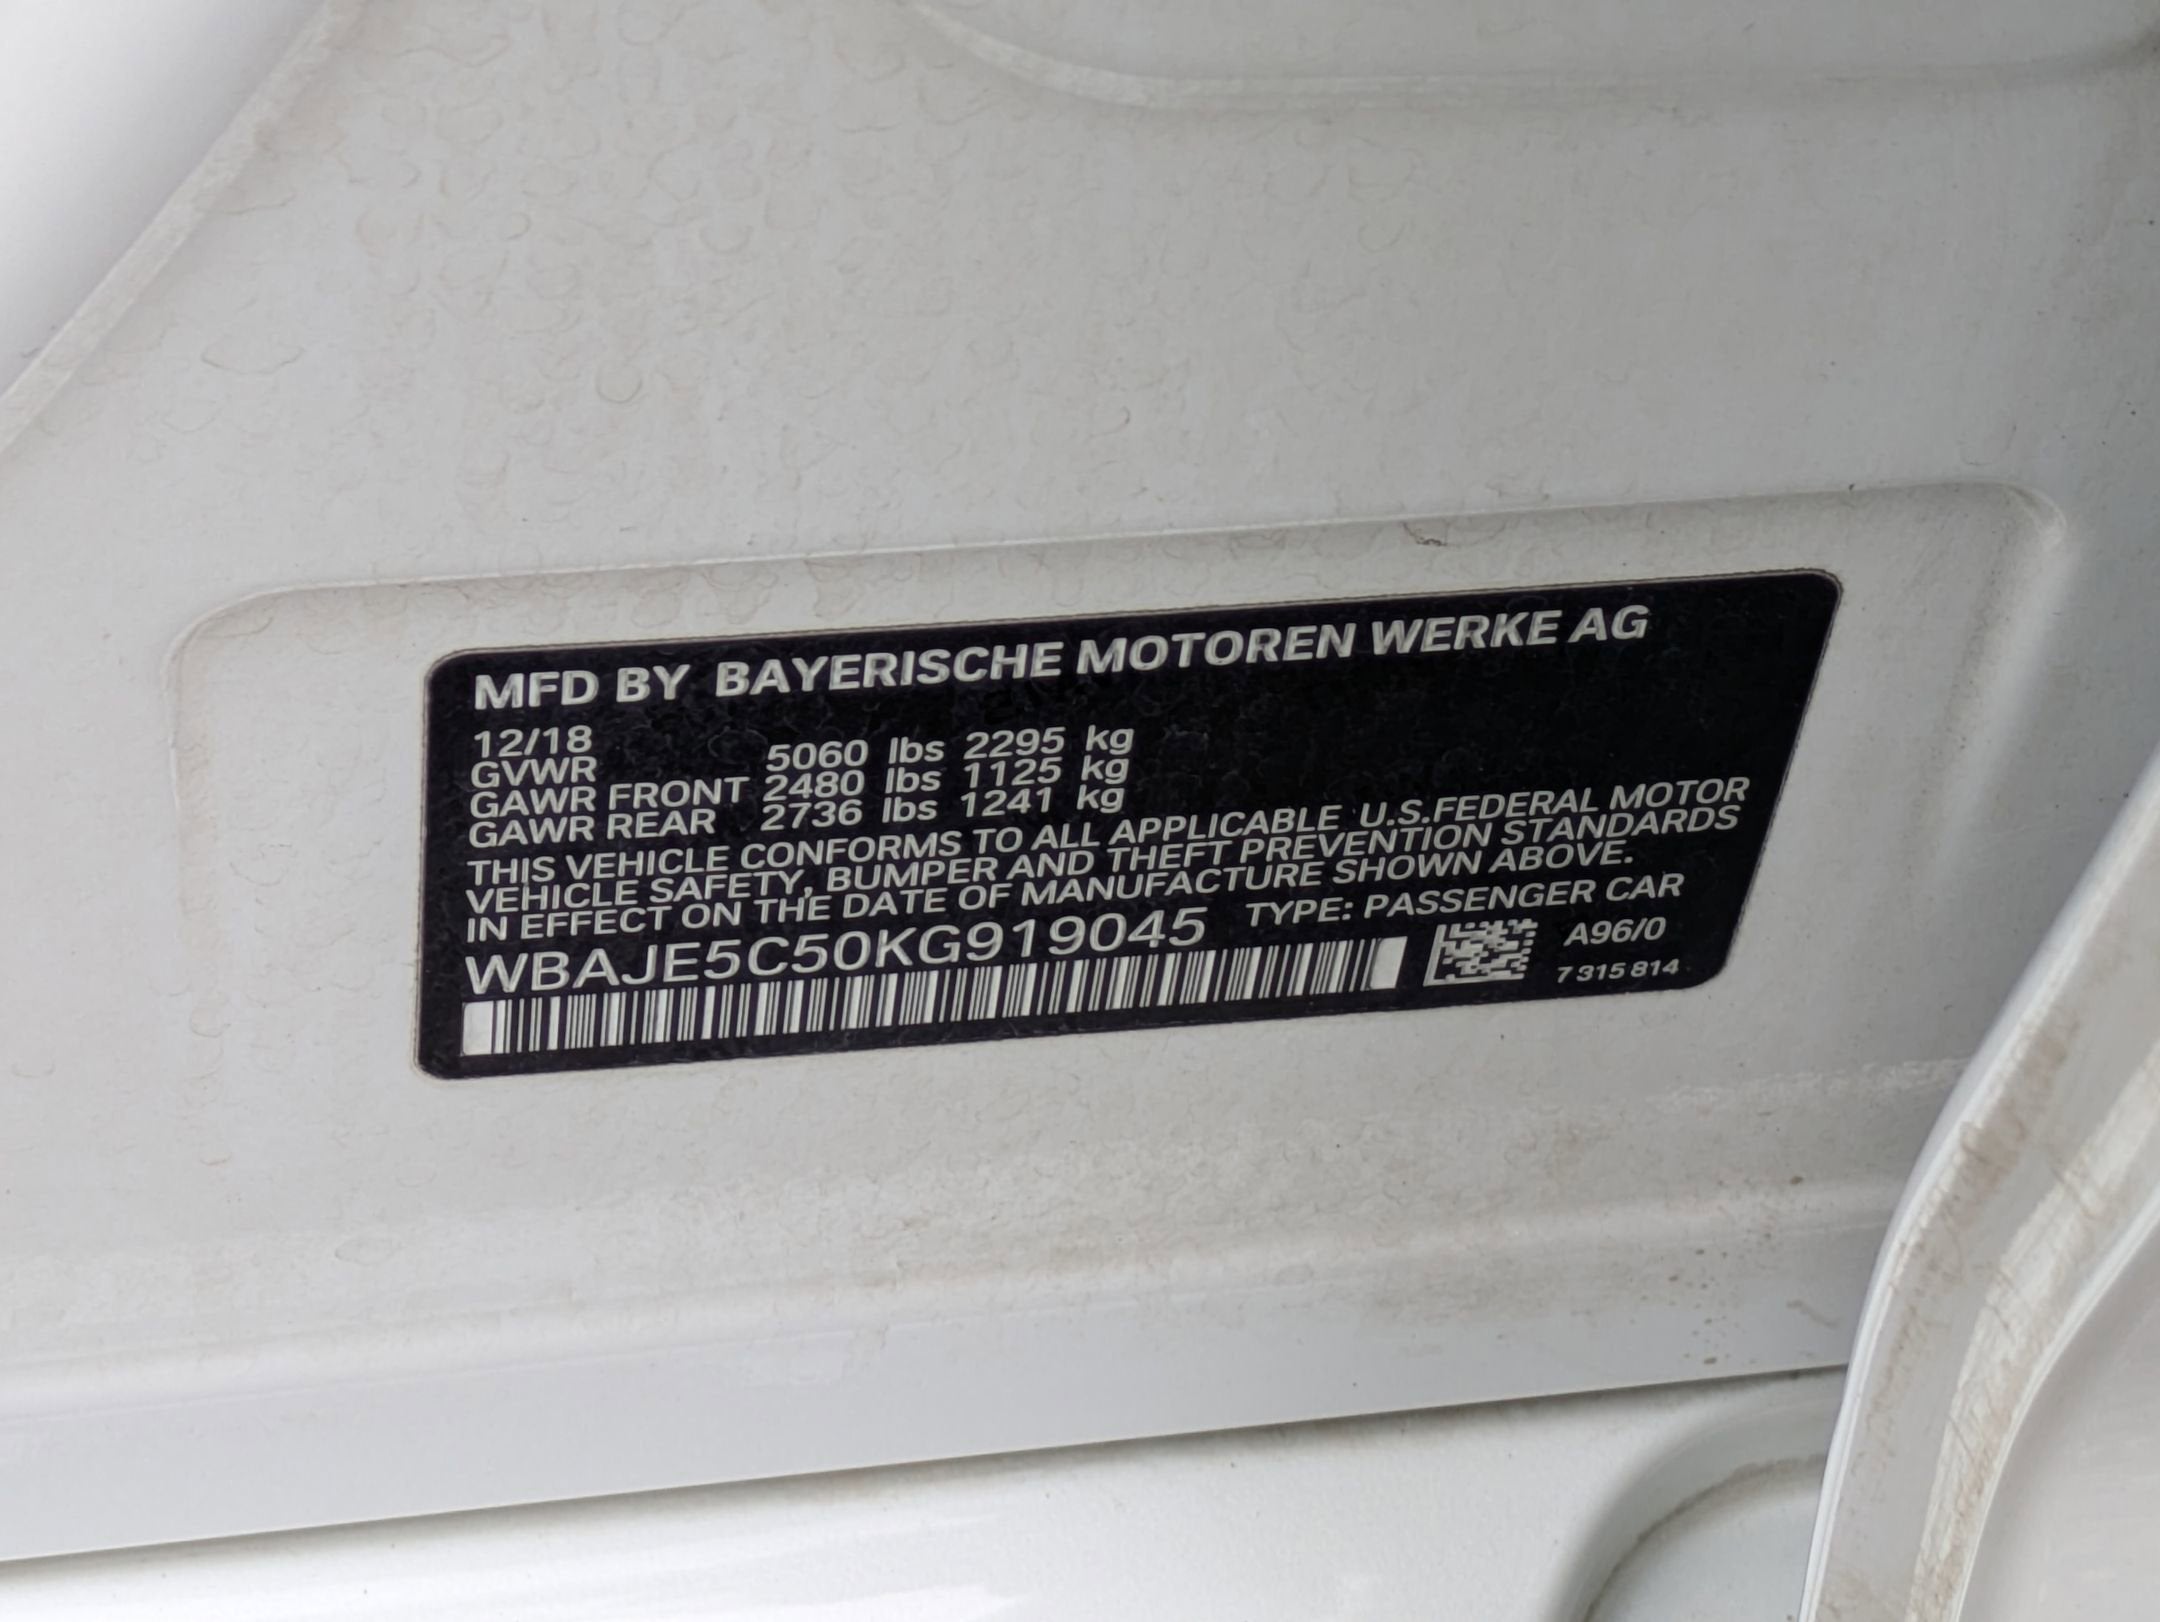 MFD BY BAYERISCHE MOTOREN WERKE AG
12/18
GVWR 5060 lbs 2295 kg
GAWR FRONT 2480 lbs 1125 kg
GAWR REAR 2736 lbs 1241 kg
THIS VEHICLE CONFORMS TO ALL APPLICABLE U.S.FEDERAL MOTOR
VEHICLE SAFETY, BUMPER AND THEFT PREVENTION STANDARDS
IN EFFECT ON THE DATE OF MANUFACTURE SHOWN ABOVE.
WBAJE5C50KG919045 TYPE: PASSENGER CAR
A96/0
7 315 814